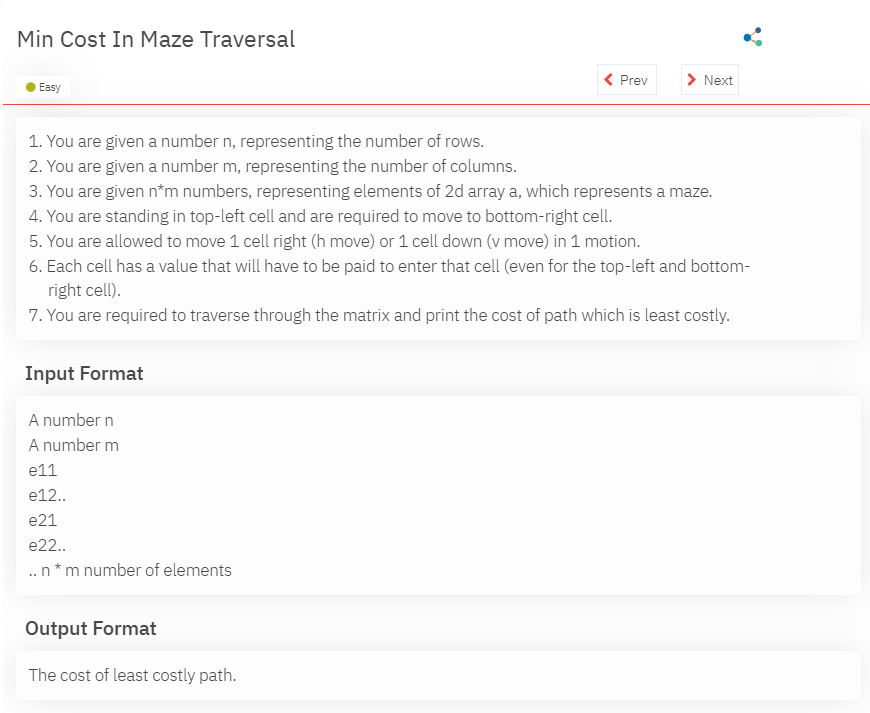 Min Cost In Maze Traversal
Easy
Prev
Next
1. You are given a number n, representing the number of rows.
2. You are given a number m, representing the number of columns.
3. You are given n*m numbers, representing elements of 2d array a, which represents a maze.
4. You are standing in top-left cell and are required to move to bottom-right cell.
5. You are allowed to move 1 cell right (h move) or 1 cell down (v move) in 1 motion.
6. Each cell has a value that will have to be paid to enter that cell (even for the top-left and bottom-
right cell).
7. You are required to traverse through the matrix and print the cost of path which is least costly.
Input Format
A number n
A number m
e11
e12..
e21
e22..
.. n * m number of elements
Output Format
The cost of least costly path.